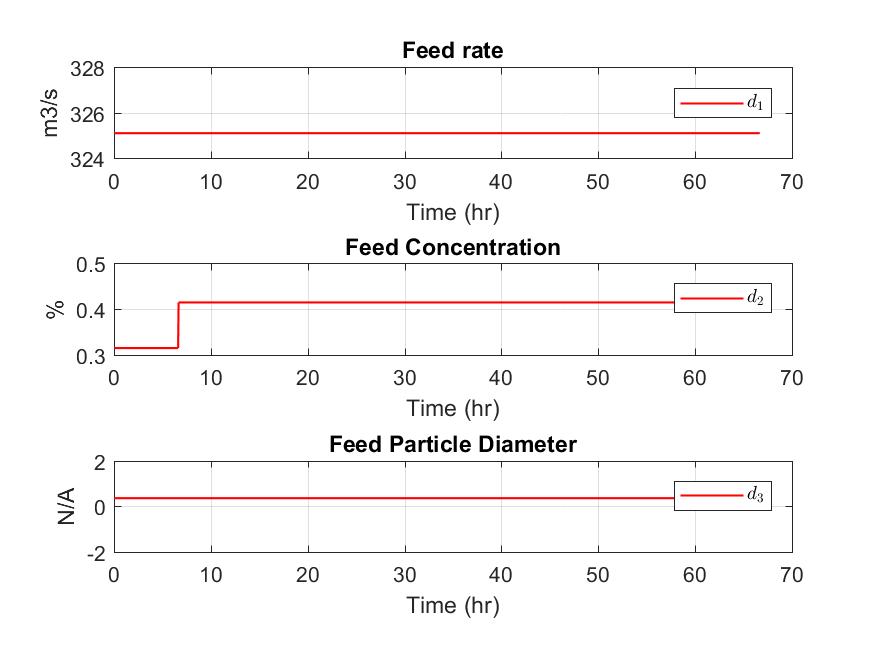 Feed rate
328
326
324
m3/s
d1
0 10 20 30 40 50 60 70
Time (hr)
Feed Concentration
0.5
0.4
0.3
%
d2
0 10 20 30 40 50 60 70
Time (hr)
Feed Particle Diameter
2
0
-2
N/A
d3
0 10 20 30 40 50 60 70
Time (hr)